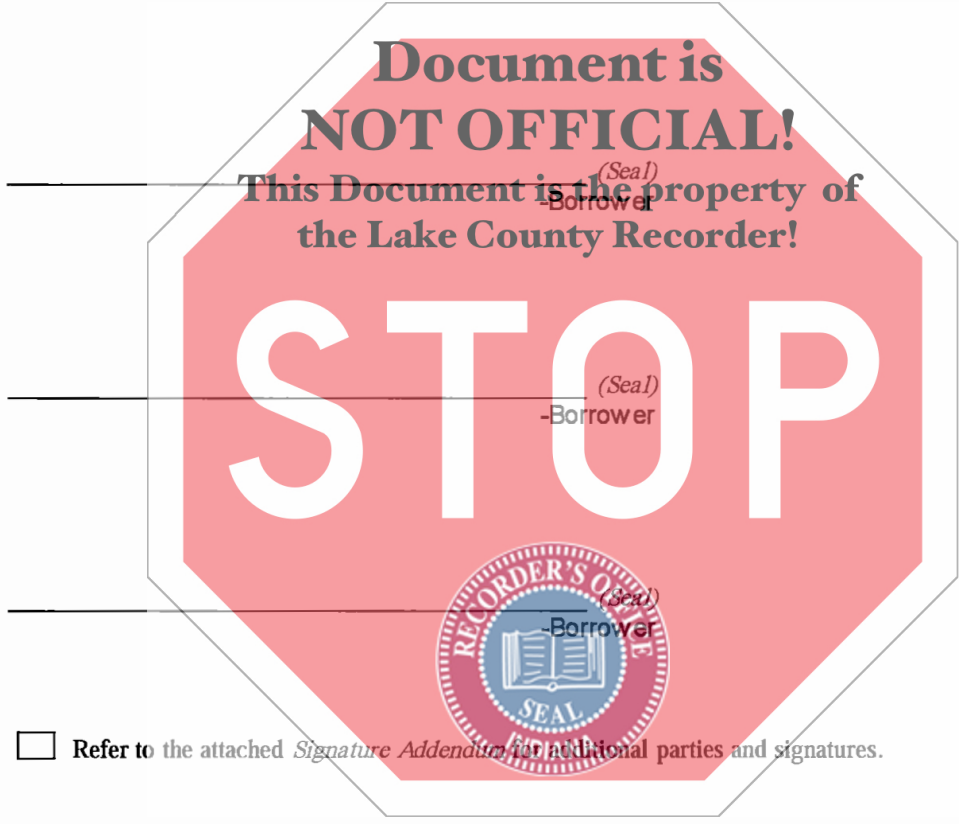 Document is
NOT OFFICIAL!
(Seal)
This Document is the property of
-Borrower
the Lake County Recorder!
STOP
(Seal)
-Borrower
RECORDER'S OFFICE
(Seal)
-Borrower
SEAL
INDIANA
Refer to the attached Signature Addendum for additional parties and signatures.